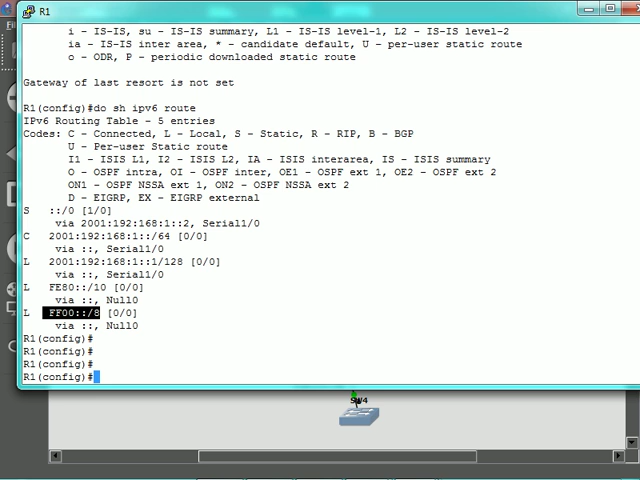 R1
i - IS-IS, su - IS-IS summary, L1 - IS-IS level-1, L2 - IS-IS level-2
ia - IS-IS inter area, * - candidate default, U - per-user static route
o - ODR, P - periodic downloaded static route
Gateway of last resort is not set
R1(config)#do sh ipv6 route
IPv6 Routing Table - 5 entries
Codes: C - Connected, L - Local, S - Static, R - RIP, B - BGP
U - Per-user Static route
I1 - ISIS L1, I2 - ISIS L2, IA - ISIS interarea, IS - ISIS summary
O - OSPF intra, OI - OSPF inter, OE1 - OSPF ext 1, OE2 - OSPF ext 2
ON1 - OSPF NSSA ext 1, ON2 - OSPF NSSA ext 2
D - EIGRP, EX - EIGRP external
S ::/0 [1/0]
via 2001:192:168:1::2, Serial1/0
C 2001:192:168:1::/64 [0/0]
via ::, Serial1/0
L 2001:192:168:1::1/128 [0/0]
via ::, Serial1/0
L FE80::/10 [0/0]
via ::, Null0
L FF00::/8 [0/0]
via ::, Null0
R1(config)#
R1(config)#
R1(config)#
R1(config)#
SW4